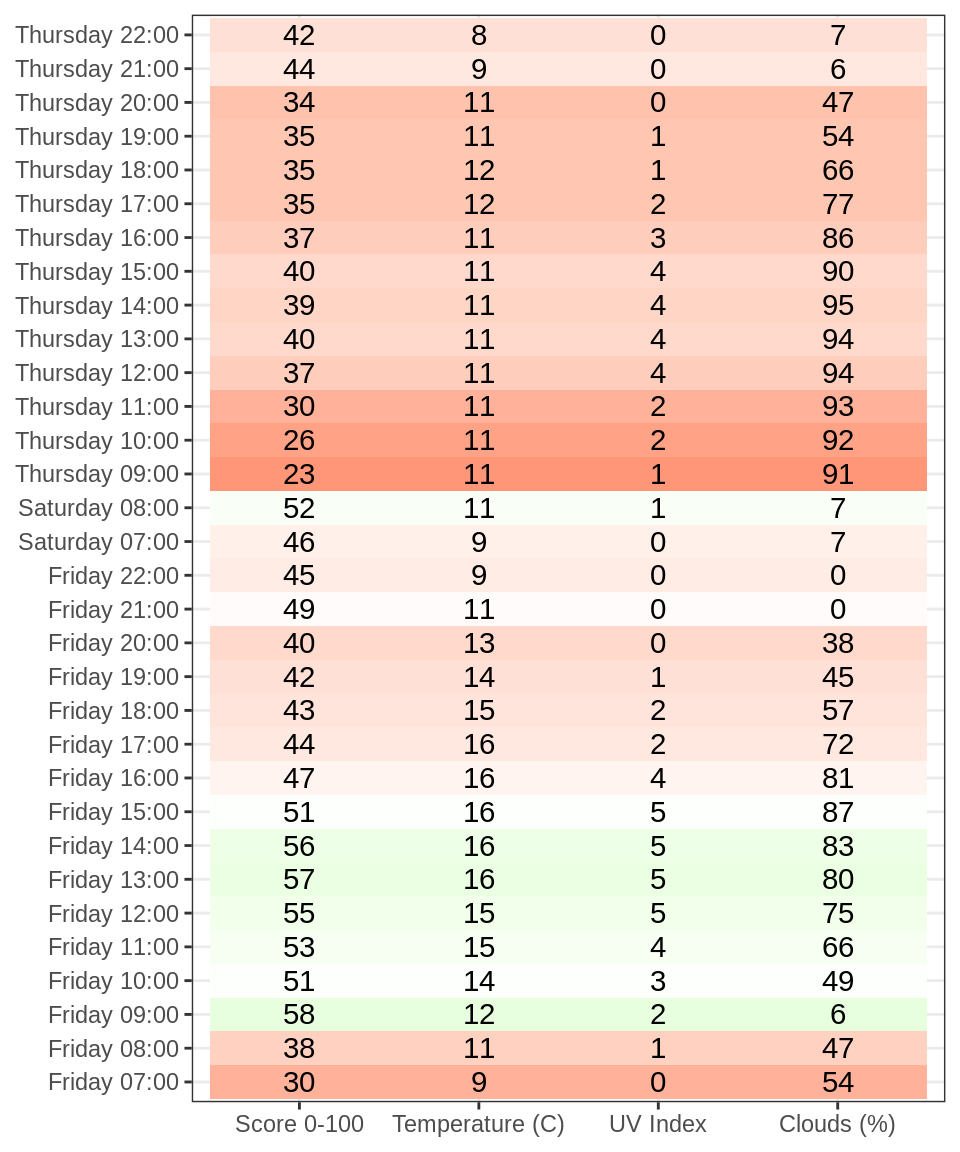 Thursday 22:00 42 8 0 7
Thursday 21:00 44 9 0 6
Thursday 20:00 34 11 0 47
Thursday 19:00 35 11 1 54
Thursday 18:00 35 12 1 66
Thursday 17:00 35 12 2 77
Thursday 16:00 37 11 3 86
Thursday 15:00 40 11 4 90
Thursday 14:00 39 11 4 95
Thursday 13:00 40 11 4 94
Thursday 12:00 37 11 4 94
Thursday 11:00 30 11 2 93
Thursday 10:00 26 11 2 92
Thursday 09:00 23 11 1 91
Saturday 08:00 52 11 1 7
Saturday 07:00 46 9 0 7
Friday 22:00 45 9 0 0
Friday 21:00 49 11 0 0
Friday 20:00 40 13 0 38
Friday 19:00 42 14 1 45
Friday 18:00 43 15 2 57
Friday 17:00 44 16 2 72
Friday 16:00 47 16 4 81
Friday 15:00 51 16 5 87
Friday 14:00 56 16 5 83
Friday 13:00 57 16 5 80
Friday 12:00 55 15 5 75
Friday 11:00 53 15 4 66
Friday 10:00 51 14 3 49
Friday 09:00 58 12 2 6
Friday 08:00 38 11 1 47
Friday 07:00 30 9 0 54
Score 0-100 Temperature (C) UV Index Clouds (%)